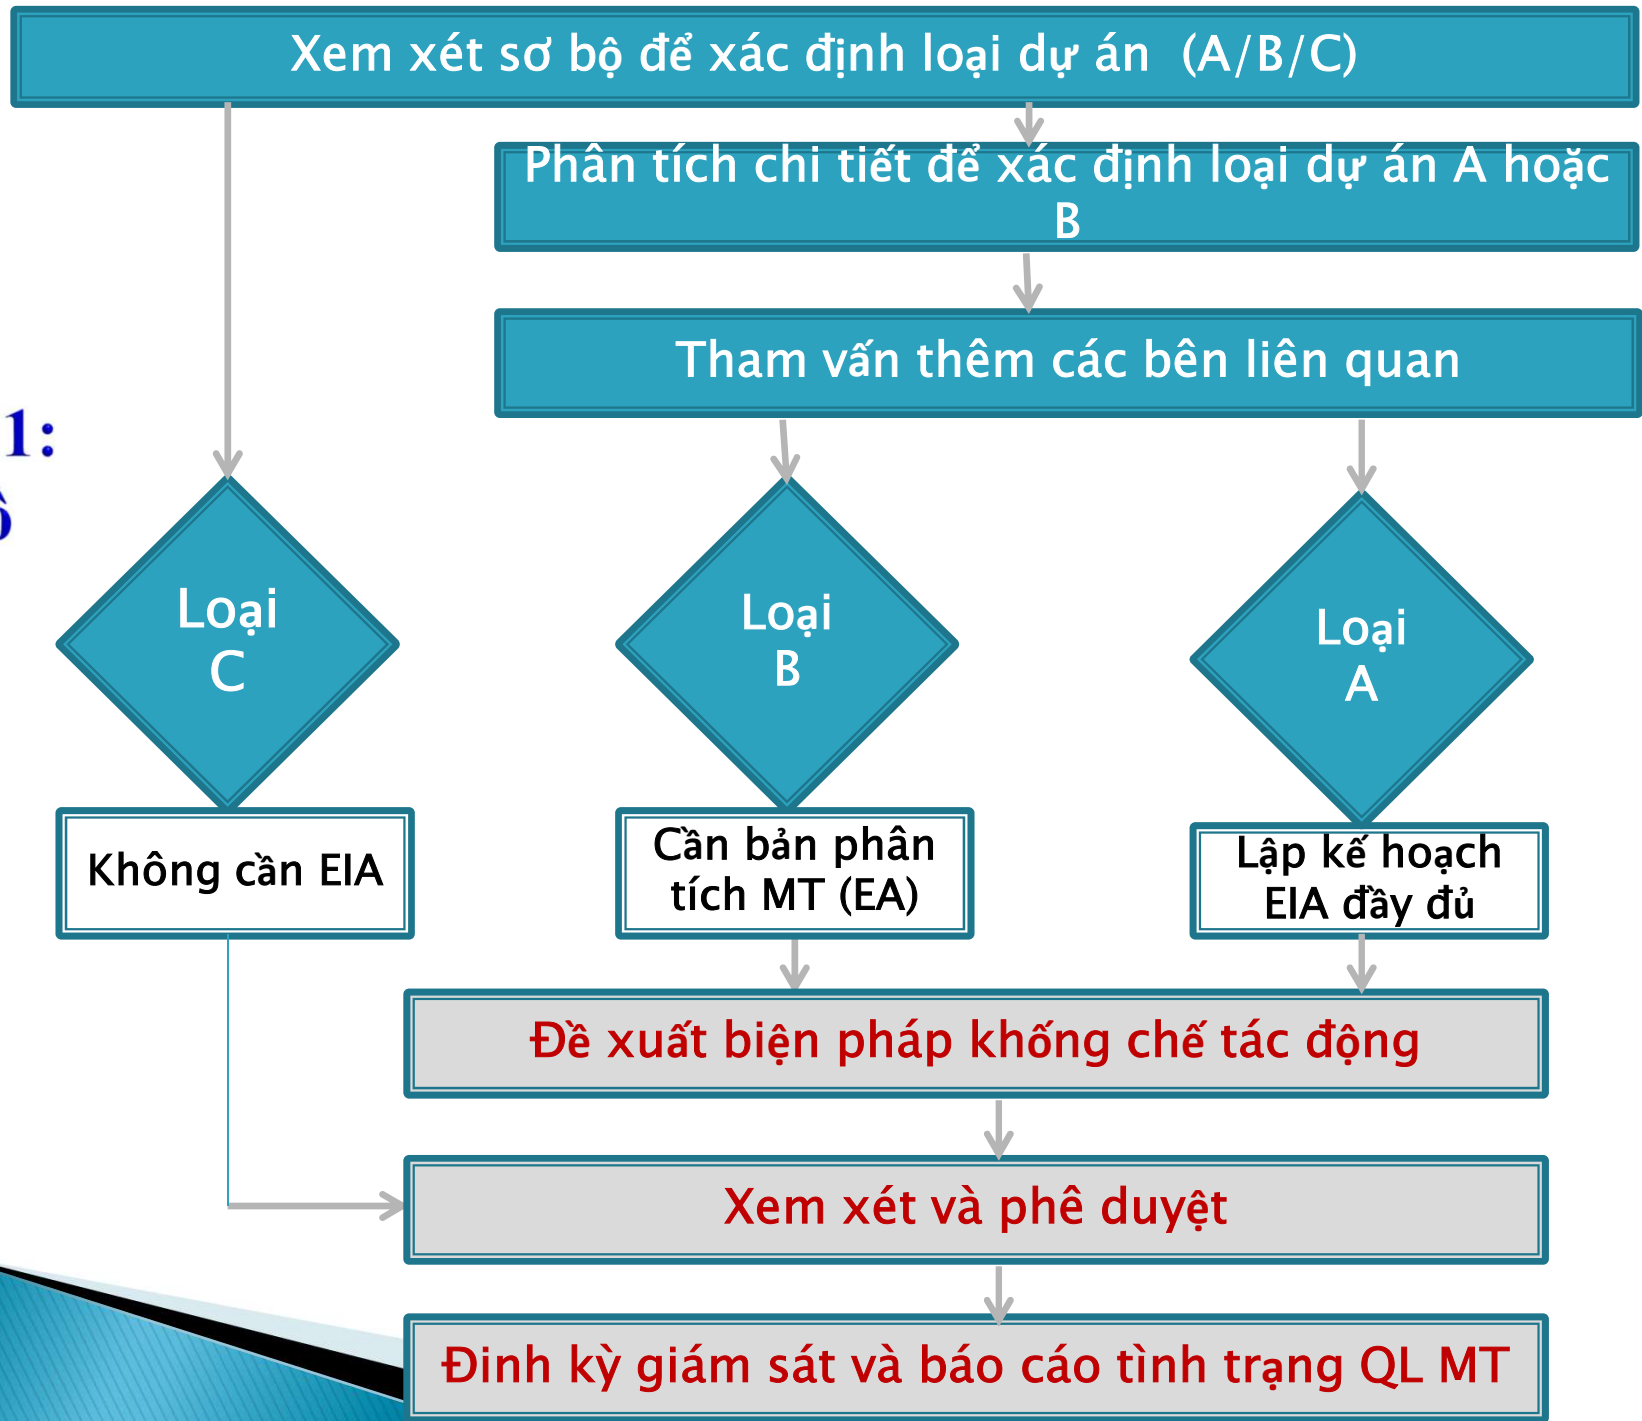 Xem xét sơ bộ để xác định loại dự án (A/B/C)
Phân tích chi tiết để xác định loại dự án A hoặc
B
Tham vấn thêm các bên liên quan
1:
Loại
C
Loại
B
Loại
A
Không cần EIA
Cần bản phân
tích MT (EA)
Lập kế hoạch
EIA đầy đủ
Đề xuất biện pháp khống chế tác động
Xem xét và phê duyệt
Đinh kỳ giám sát và báo cáo tình trạng QL MT